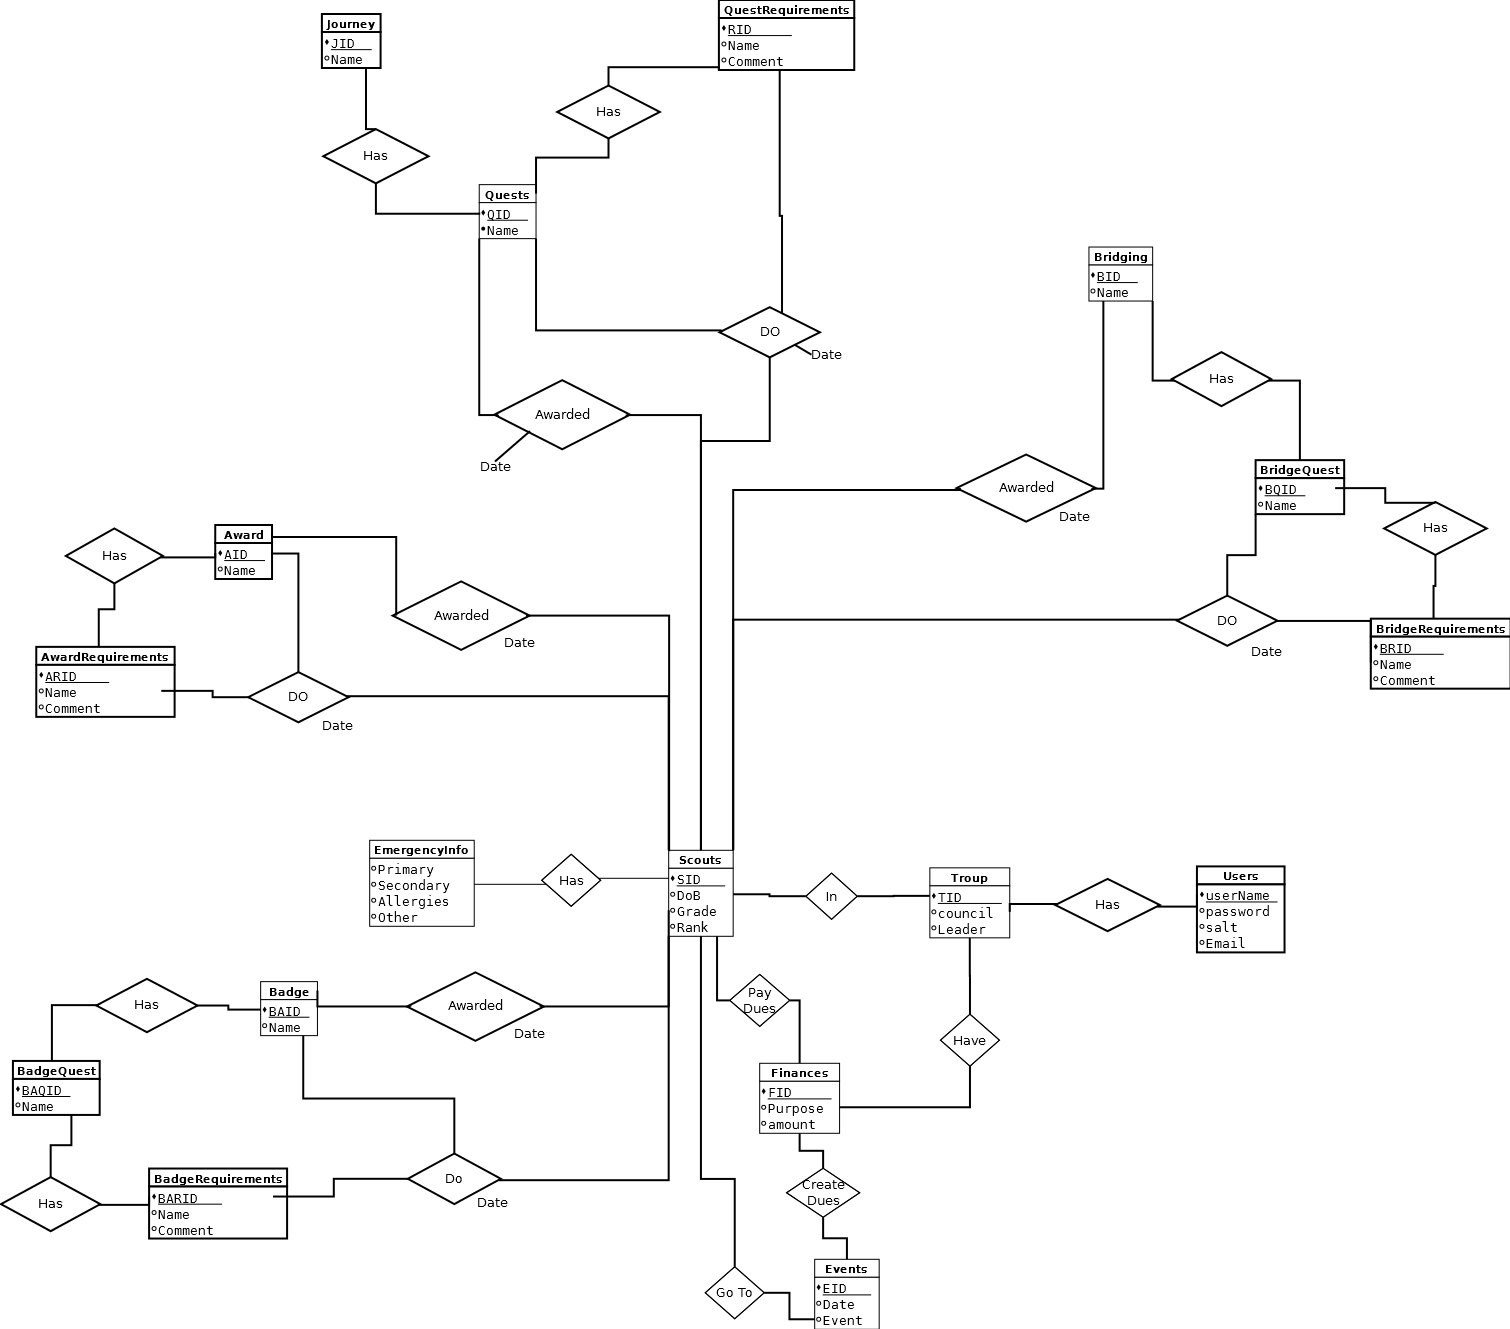 Journey
JID
Name
QuestRequirements
RID
Name
Comment
Has
Has
Quests
QID
Name
Bridging
BID
Name
DO
Date
Has
Awarded
Date
BridgeQuest
BQID
Name
Awarded
Date
Has
Award
AID
Name
Has
Awarded
Date
DO
Date
BridgeRequirements
BRID
Name
Comment
AwardRequirements
ARID
Name
Comment
DO
Date
EmergencyInfo
Primary
Secondary
Allergies
Other
Has
Scouts
SID
DoB
Grade
Rank
In
Troup
TID
council
Leader
Has
Users
userName
password
salt
Email
Has
Badge
BAID
Name
Awarded
Date
Pay
Dues
Have
BadgeQuest
BAQID
Name
Finances
FID
Purpose
amount
Has
BadgeRequirements
BARID
Name
Comment
Do
Date
Create
Dues
Go To
Events
EID
Date
Event